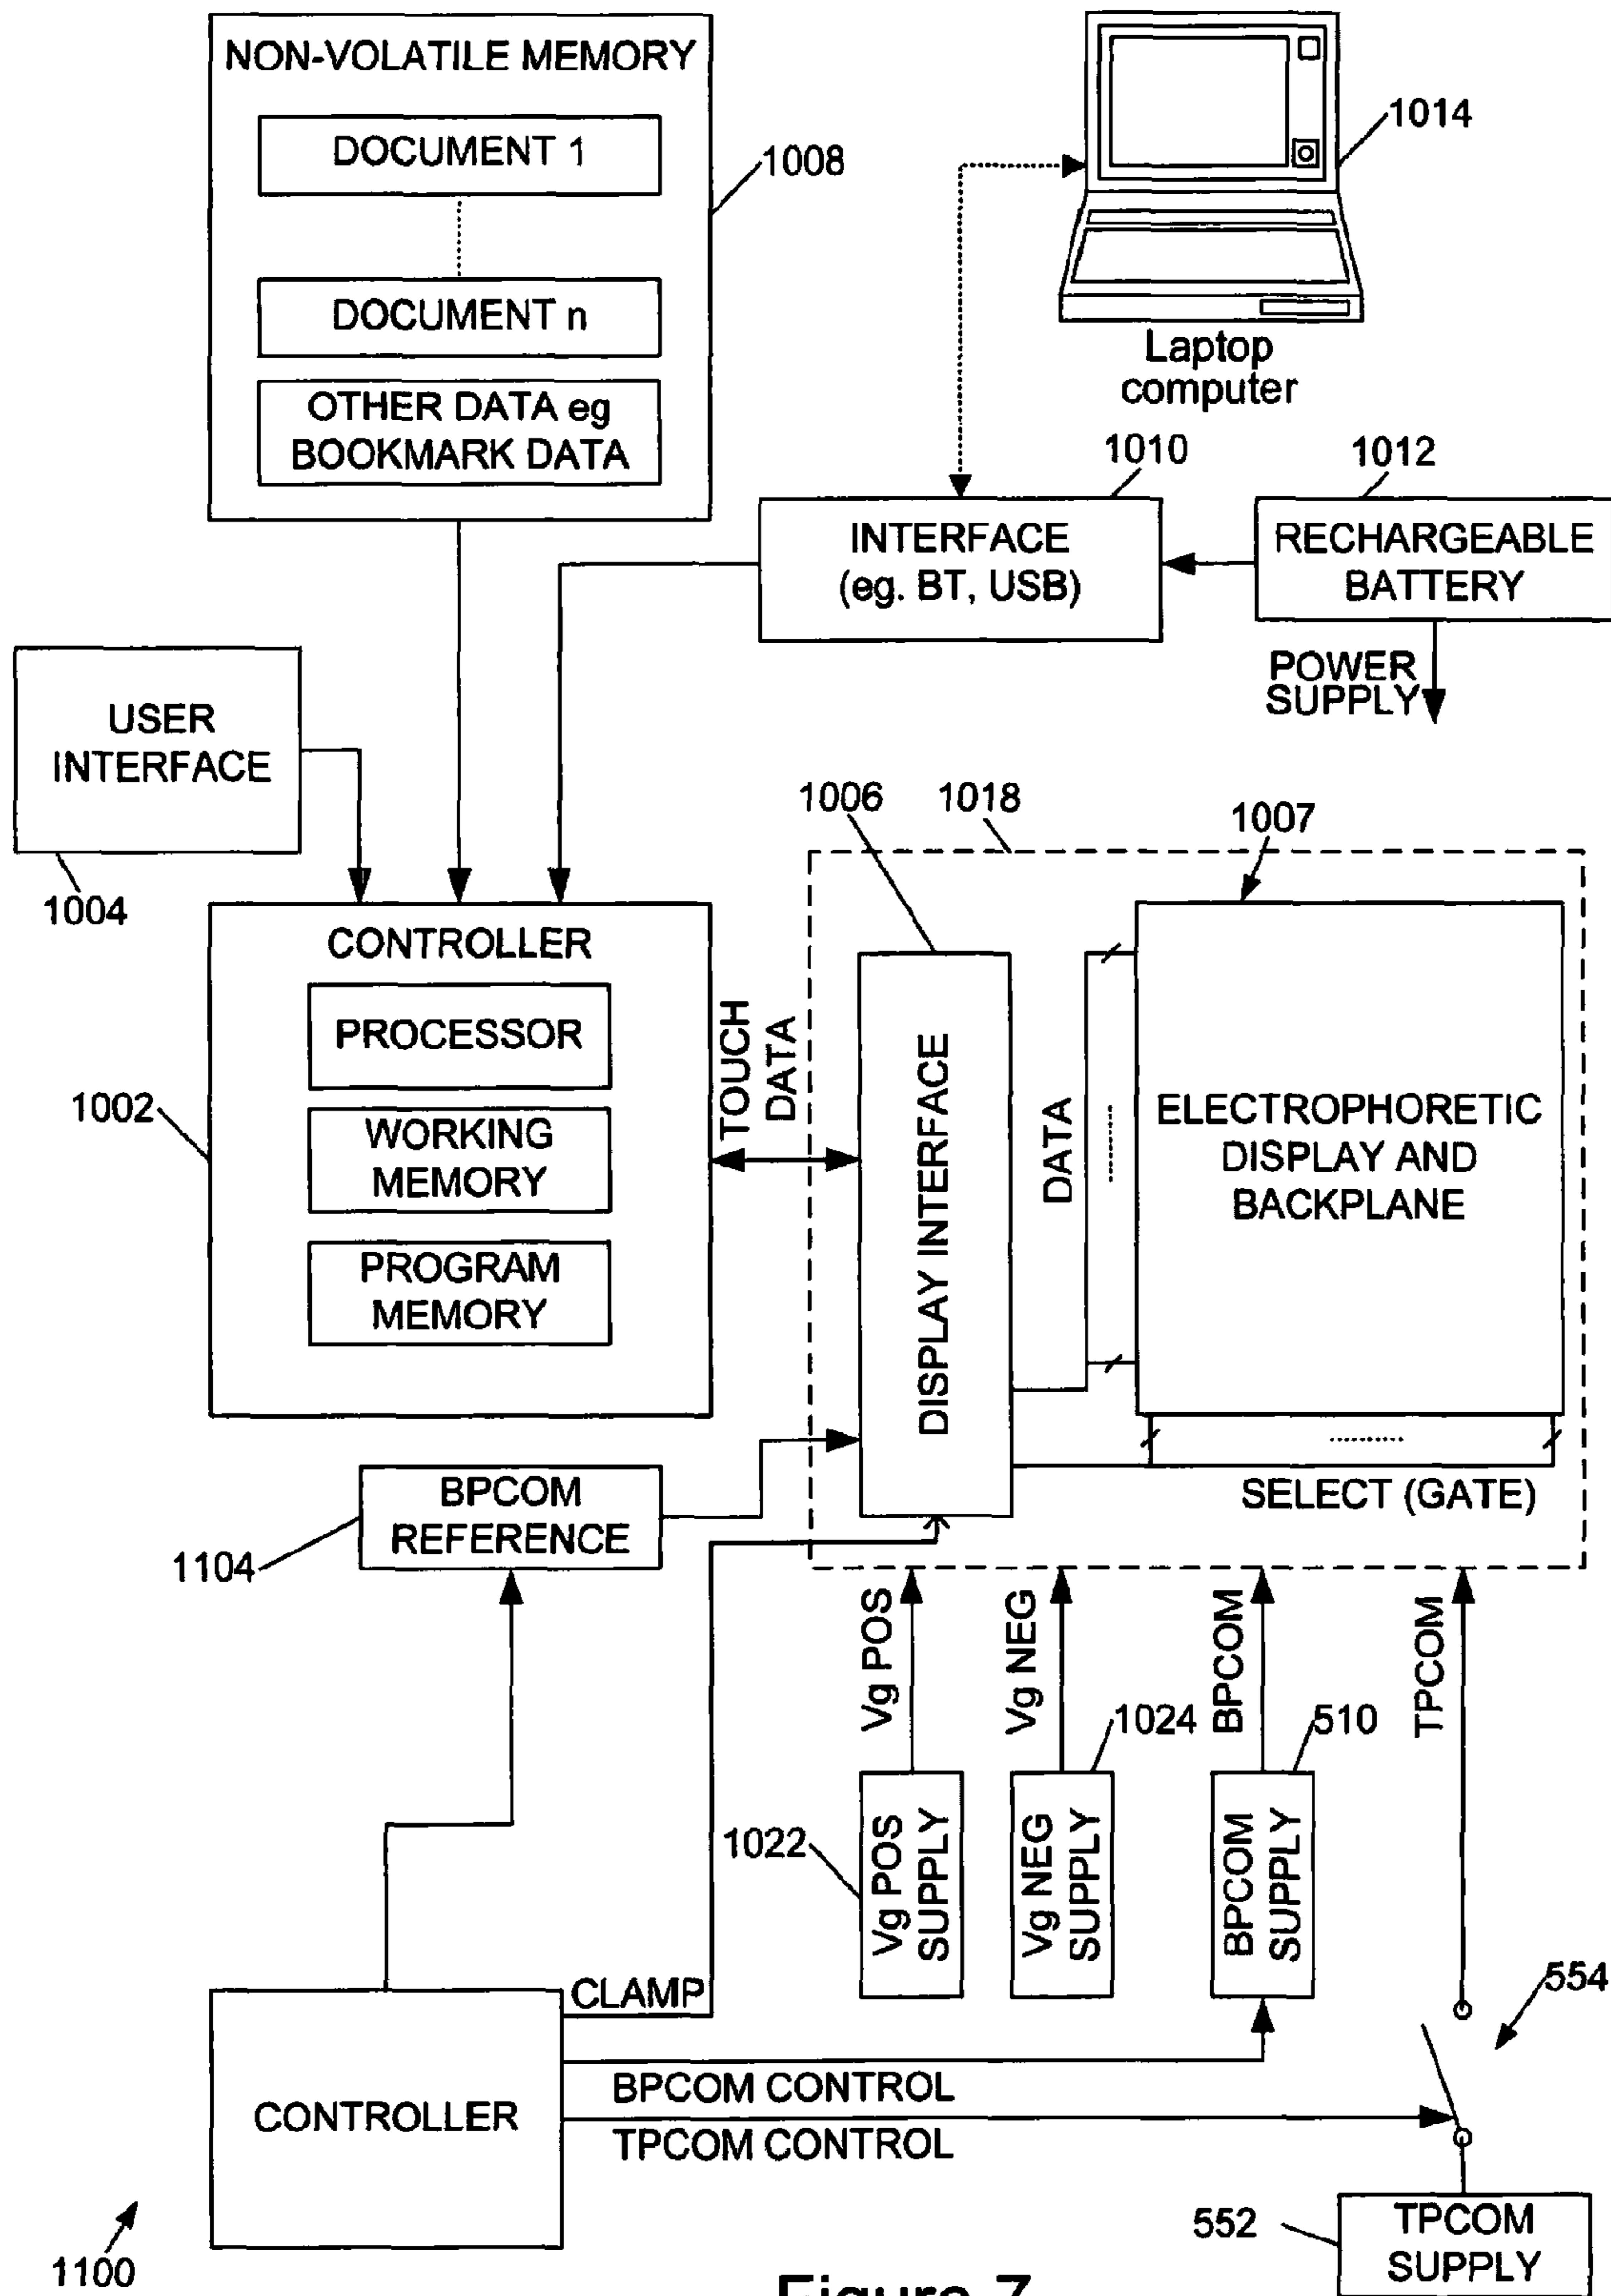 NON-VOLATILE MEMORY
DOCUMENT 1
DOCUMENT n
OTHER DATA eg
BOOKMARK DATA
1008
1014
Laptop
computer
1010
1012
INTERFACE
(eg. BT, USB)
RECHARGEABLE
BATTERY
POWER
SUPPLY
USER
INTERFACE
1004
1006
1018
1007
CONTROLLER
PROCESSOR
WORKING
MEMORY
PROGRAM
MEMORY
1002
TOUCH
DATA
DISPLAY INTERFACE
DATA
ELECTROPHORETIC
DISPLAY AND
BACKPLANE
SELECT (GATE)
BPCOM
REFERENCE
1104
Vg POS
Vg NEG
BPCOM
TPCOM
1022
1024
510
Vg POS
SUPPLY
Vg NEG
SUPPLY
BPCOM
SUPPLY
554
CLAMP
CONTROLLER
BPCOM CONTROL
TPCOM CONTROL
1100
552
TPCOM
SUPPLY
Figure 7